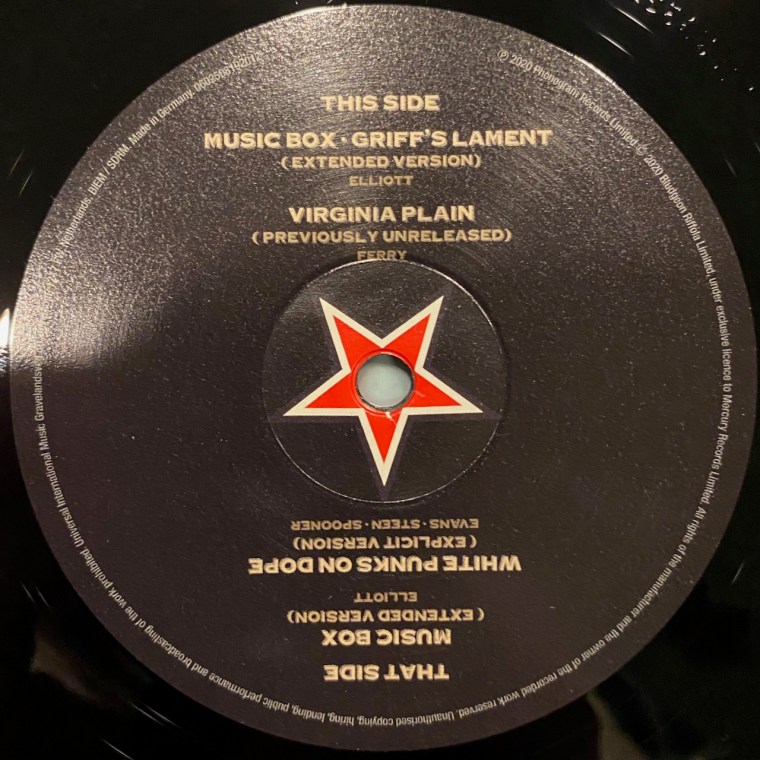 THIS SIDE
MUSIC BOX · GRIFF'S LAMENT
(EXTENDED VERSION)
ELLIOTT
VIRGINIA PLAIN
(PREVIOUSLY UNRELEASED)
FERRY
THAT SIDE
MUSIC BOX
(EXTENDED VERSION)
ELLIOTT
WHITE PUNKS ON DOPE
(EXPLICIT VERSION)
EVANS · STEEN · SPOONER
℗ 2020 Phonogram Records Limited © 2020 Bludgeon Riffola Limited, under exclusive licence to Mercury Records Limited. All rights of the manufacturer and the owner of the recorded work reserved. Unauthorised copying, hiring, lending, public performance and broadcasting of the work prohibited. Universal International Music Netherlands. BIEM / SDRM. Made in Germany.